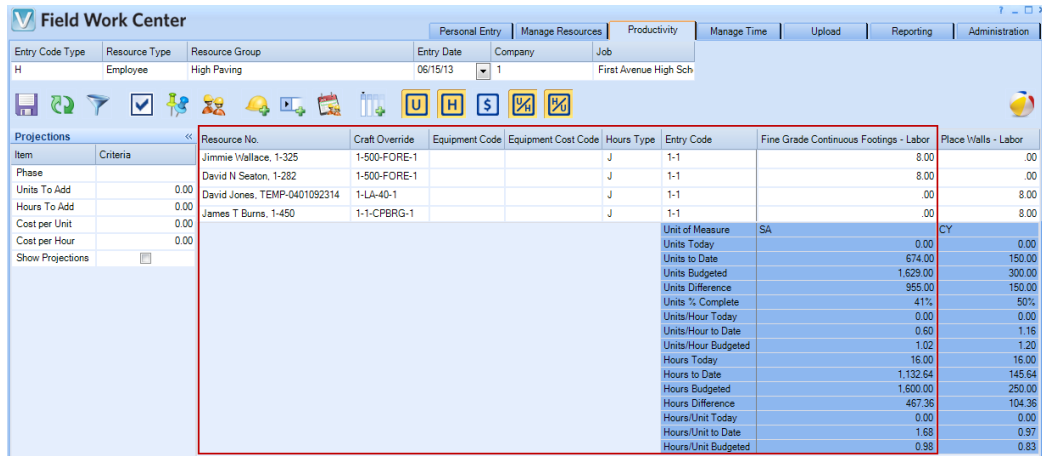 Field Work Center
? _ □
Personal Entry Manage Resources Productivity Manage Time Upload Reporting Administration
Entry Code Type Resource Type Resource Group Entry Date Company Job
H Employee High Paving 06/15/13 1 First Avenue High Sch
U H $ U/H H/U
Projections «
Item Criteria
Phase
Units To Add 0.00
Hours To Add 0.00
Cost per Unit 0.00
Cost per Hour 0.00
Show Projections
Resource No. Craft Override Equipment Code Equipment Cost Code Hours Type Entry Code Fine Grade Continuous Footings - Labor Place Walls - Labor
Jimmie Wallace, 1-325 1-500-FORE-1 J 1-1 8.00 .00
David N Seaton, 1-282 1-500-FORE-1 J 1-1 8.00 .00
David Jones, TEMP-0401092314 1-LA-40-1 J 1-1 .00 8.00
James T Burns, 1-450 1-1-CPBRG-1 J 1-1 .00 8.00
Unit of Measure SA CY
Units Today 0.00 0.00
Units to Date 674.00 150.00
Units Budgeted 1,629.00 300.00
Units Difference 955.00 150.00
Units % Complete 41% 50%
Units/Hour Today 0.00 0.00
Units/Hour to Date 0.60 1.16
Units/Hour Budgeted 1.02 1.20
Hours Today 16.00 16.00
Hours to Date 1,132.64 145.64
Hours Budgeted 1,600.00 250.00
Hours Difference 467.36 104.36
Hours/Unit Today 0.00 0.00
Hours/Unit to Date 1.68 0.97
Hours/Unit Budgeted 0.98 0.83